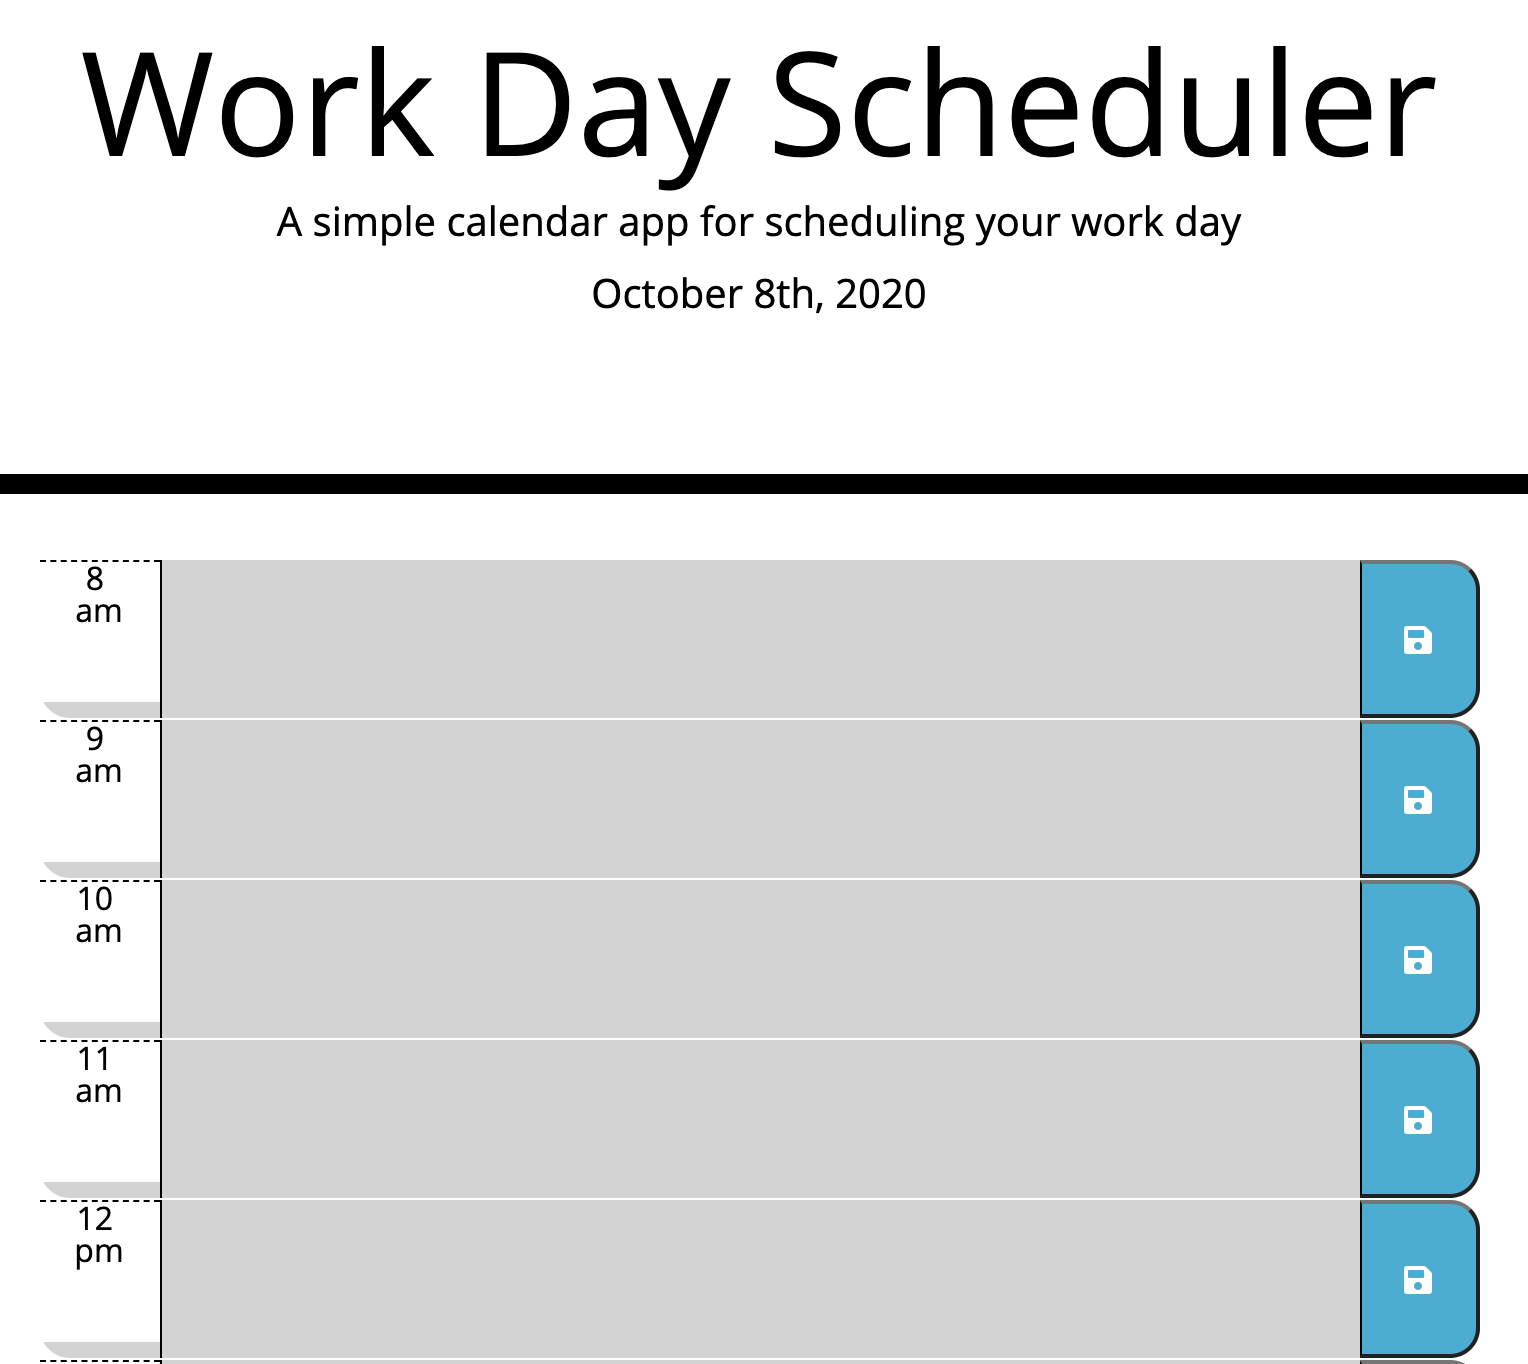 Work Day Scheduler
A simple calendar app for scheduling your work day
October 8th, 2020
8
am
9
am
10
am
11
am
12
pm